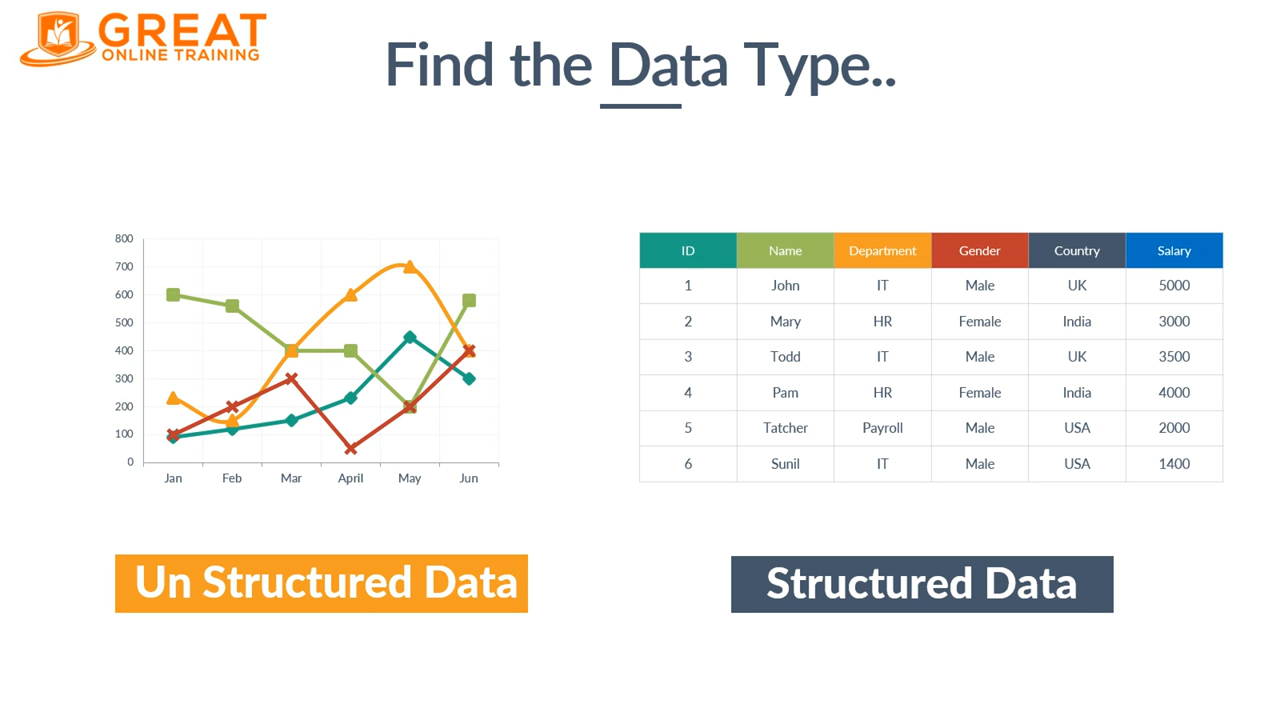 GREAT
ONLINE TRAINING
Find the Data Type..
800
700
600
500
400
300
200
100
0
Jan Feb Mar April May Jun
Un Structured Data
ID Name Department Gender Country Salary
1 John IT Male UK 5000
2 Mary HR Female India 3000
3 Todd IT Male UK 3500
4 Pam HR Female India 4000
5 Tatcher Payroll Male USA 2000
6 Sunil IT Male USA 1400
Structured Data